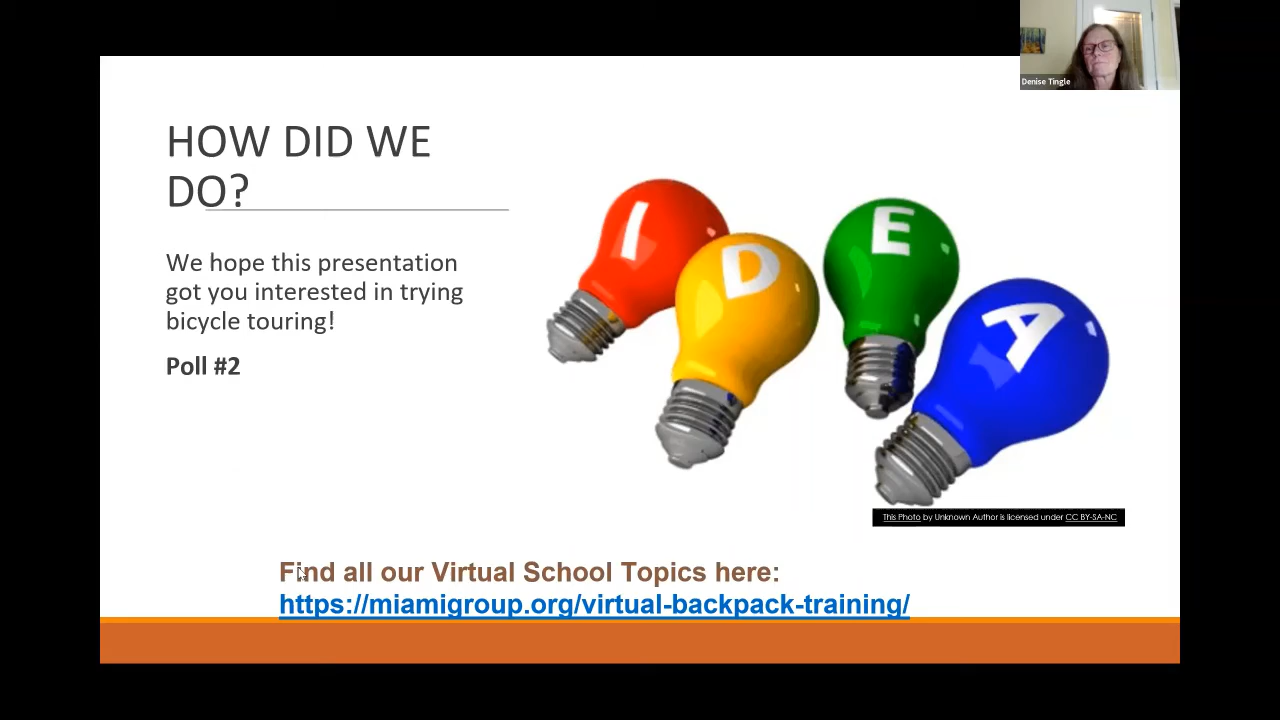 Denise Tingle
HOW DID WE
DO?
We hope this presentation
got you interested in trying
bicycle touring!
Poll #2
I
D
E
A
This Photo by Unknown Author is licensed under CC BY-SA-NC
Find all our Virtual School Topics here:
https://miamigroup.org/virtual-backpack-training/